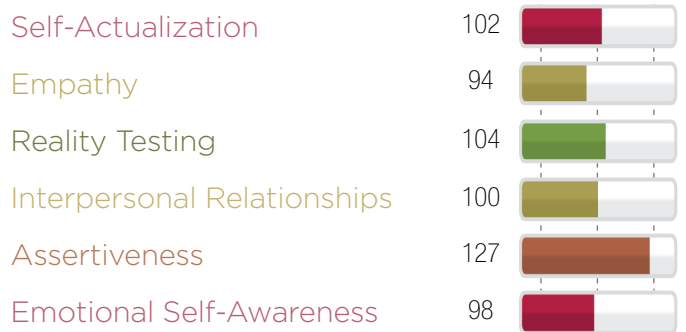 Self-Actualization 102
Empathy 94
Reality Testing 104
Interpersonal Relationships 100
Assertiveness 127
Emotional Self-Awareness 98